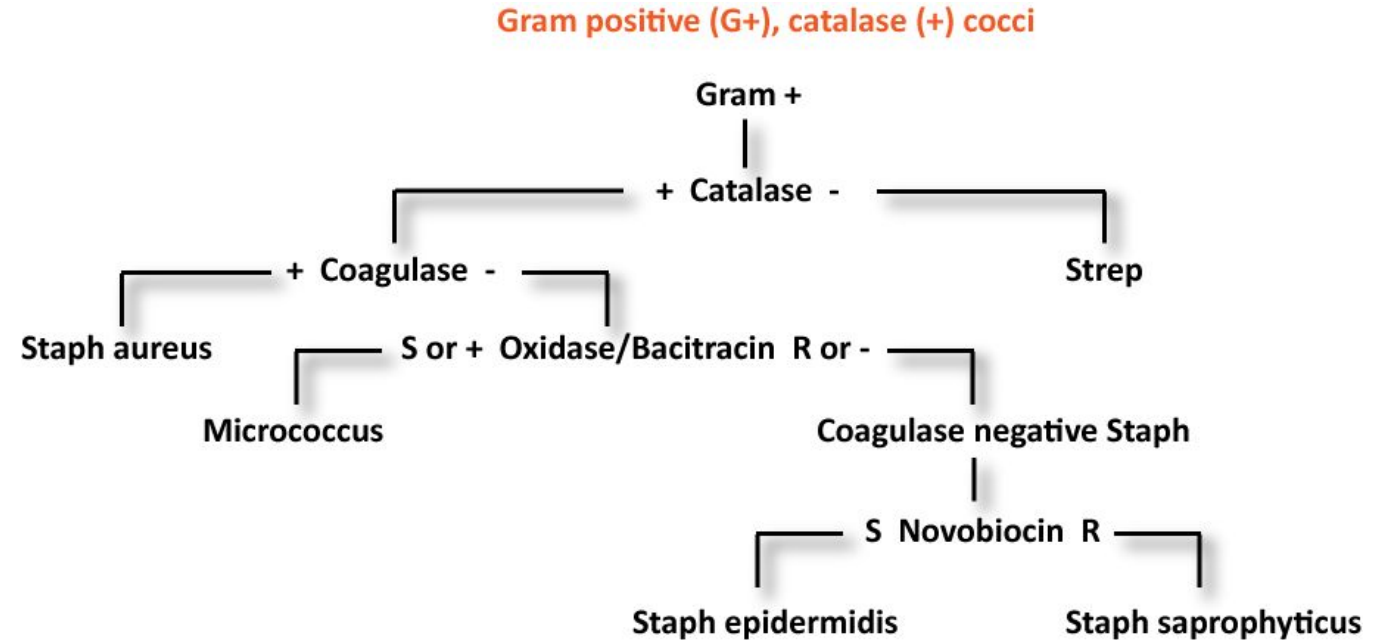 Gram positive (G+), catalase (+) cocci
Gram +
+ Catalase -
+ Coagulase -
Strep
Staph aureus
S or + Oxidase/Bacitracin R or -
Micrococcus
Coagulase negative Staph
S Novobiocin R
Staph epidermidis
Staph saprophyticus